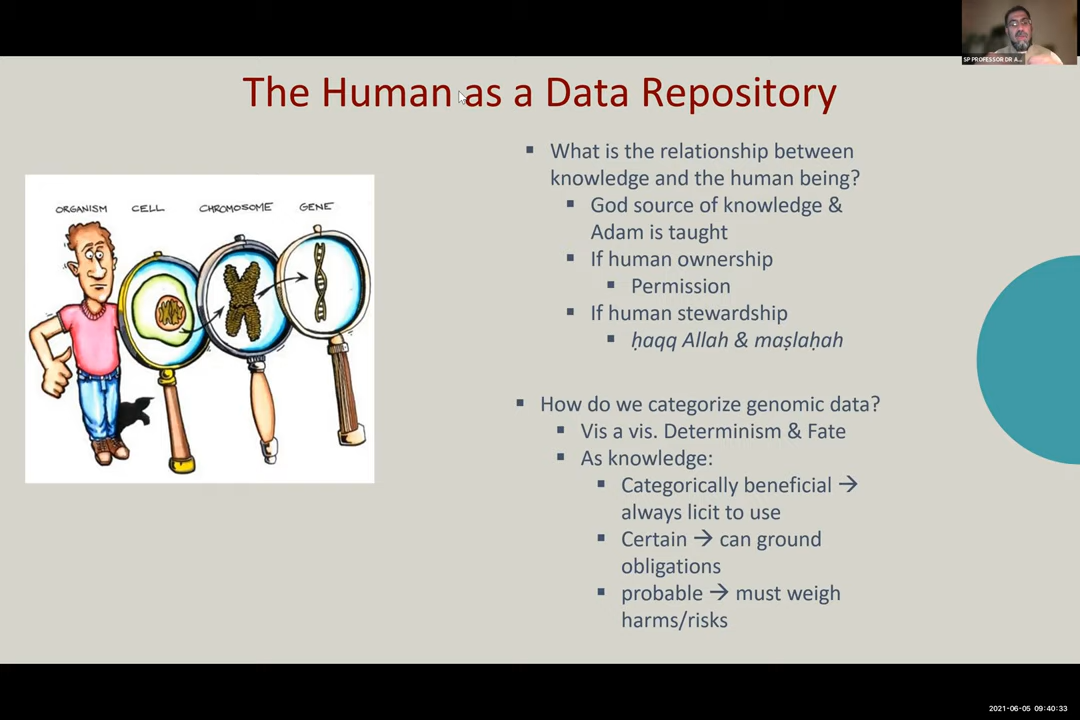 SP PROFESSOR DR A...
The Human as a Data Repository
ORGANISM CELL CHROMOSOME GENE
▪ What is the relationship between
knowledge and the human being?
▪ God source of knowledge &
Adam is taught
▪ If human ownership
▪ Permission
▪ If human stewardship
▪ ḥaqq Allah & maṣlaḥah
▪ How do we categorize genomic data?
▪ Vis a vis. Determinism & Fate
▪ As knowledge:
▪ Categorically beneficial →
always licit to use
▪ Certain → can ground
obligations
▪ probable → must weigh
harms/risks
2021-06-05 09:40:33